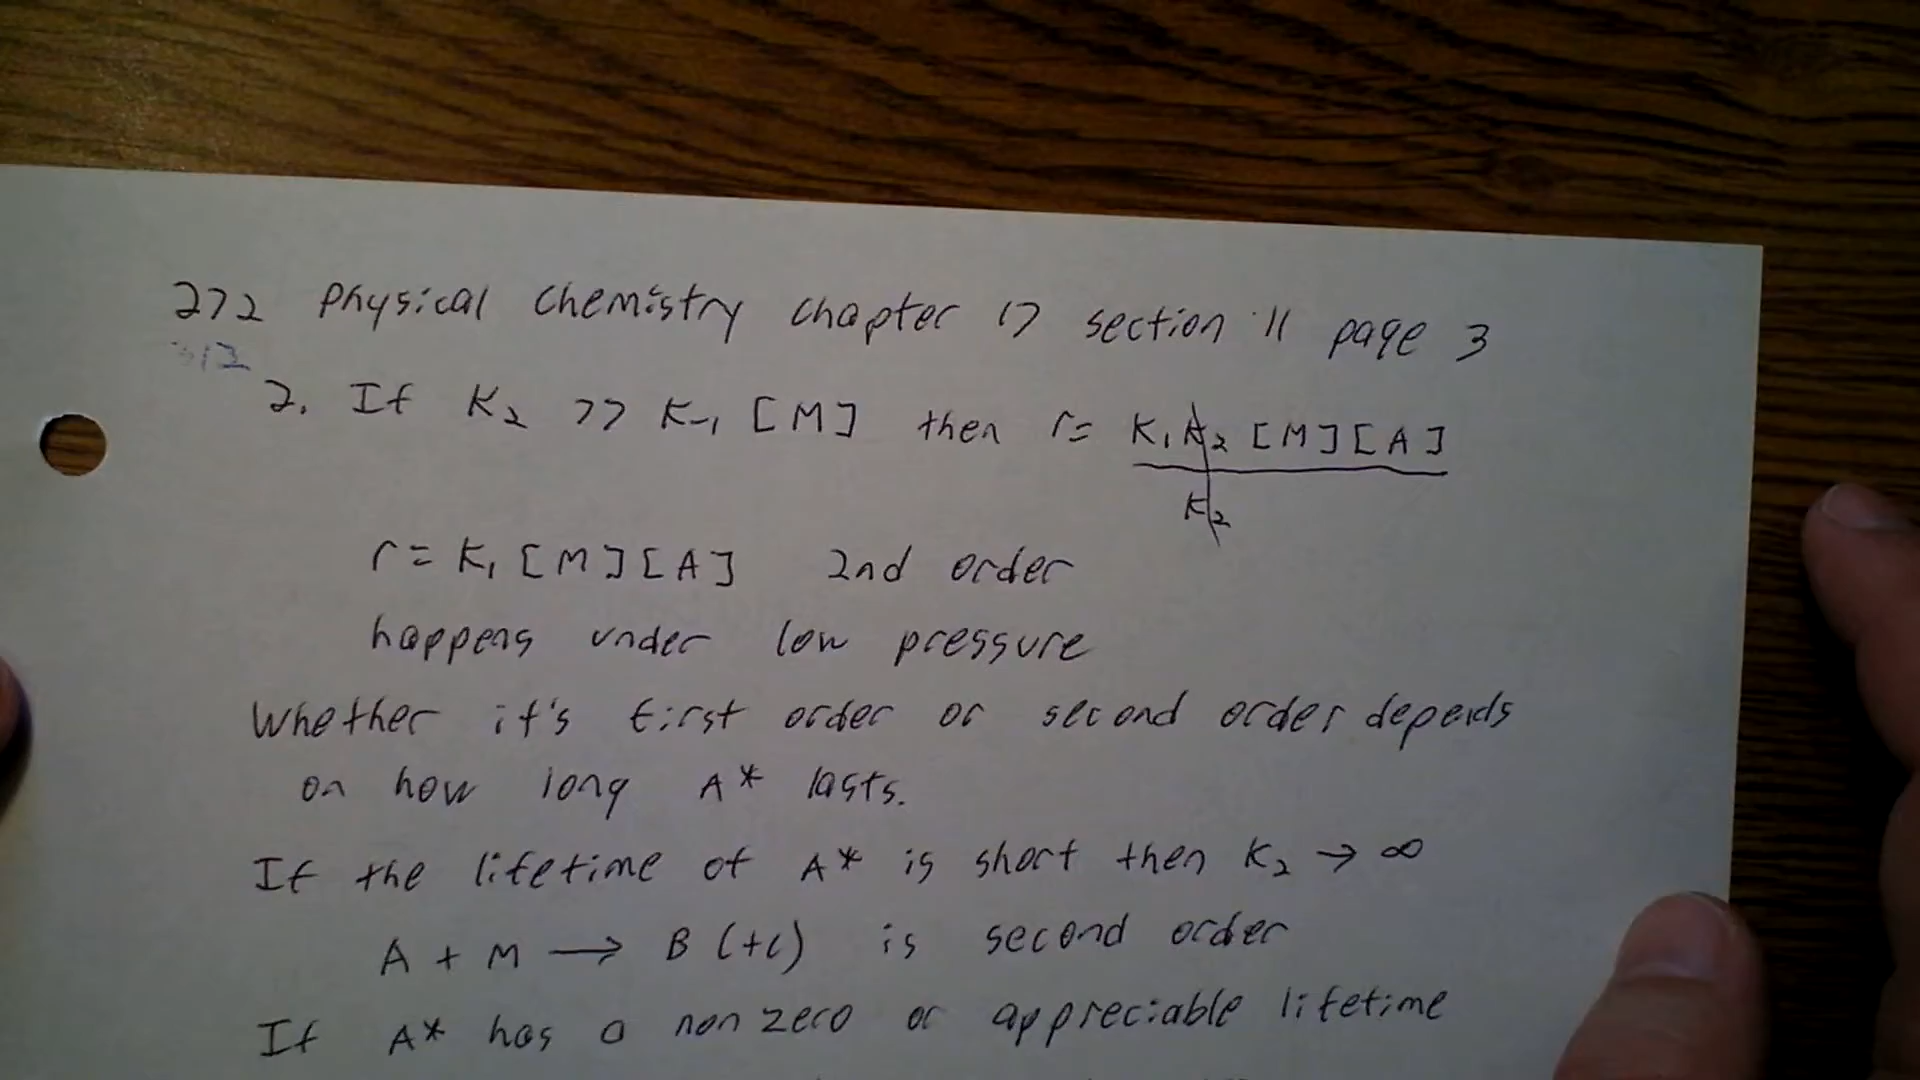 272 Physical Chemistry chapter 17 section 11 page 3
312
2. If K₂ >> K₋₁ [M] then r = K₁K₂[M][A]
K₂
r = K₁[M][A] 2nd order
happens under low pressure
Whether it's first order or second order depends
on how long A* lasts.
If the lifetime of A* is short then K₂ → ∞
A + M ⟶ B (+C) is second order
If A* has a non zero or appreciable lifetime